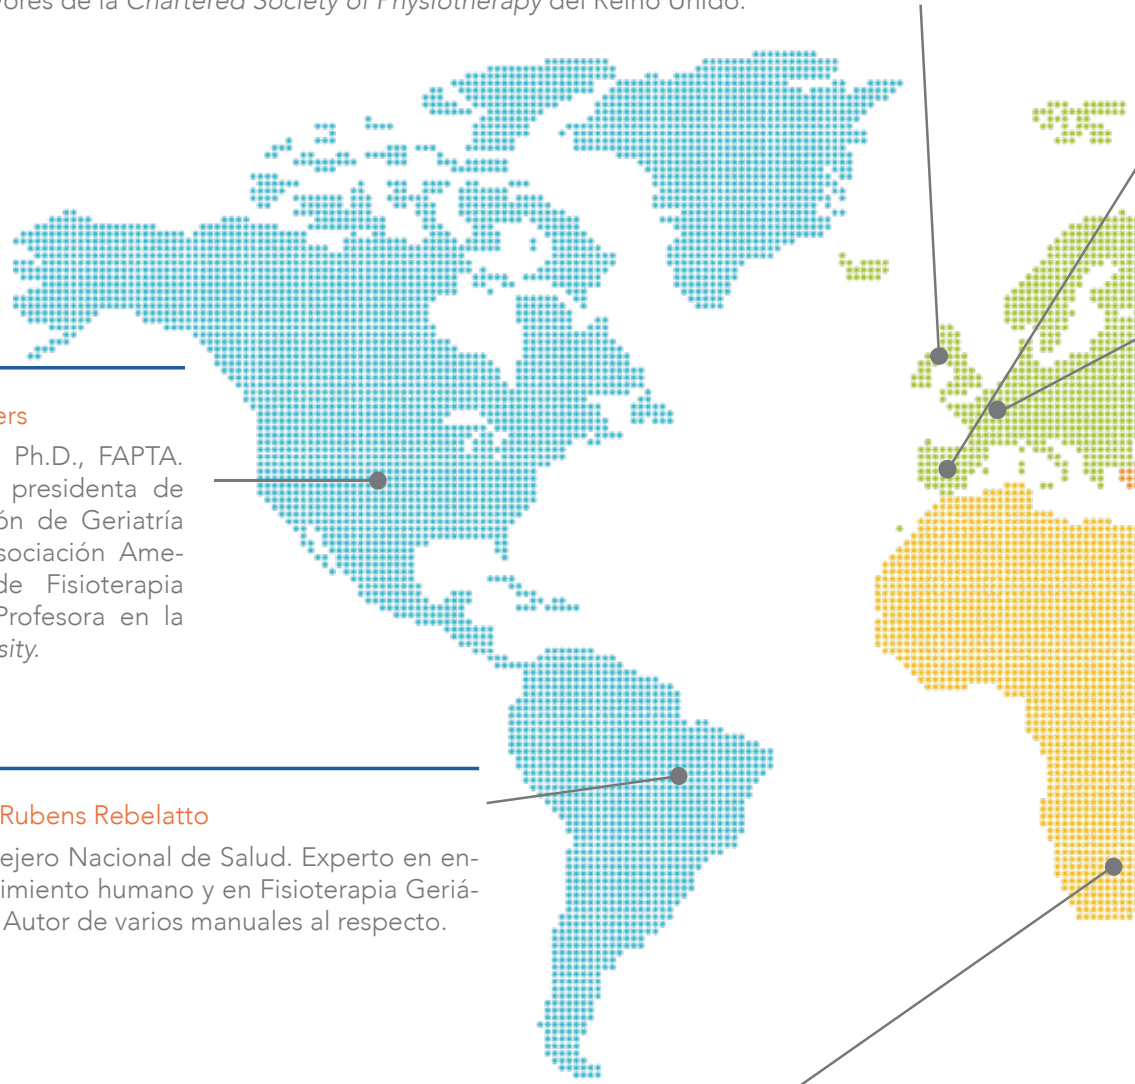 ores de la Chartered Society of Physiotherapy del Reino Unido.
ers
Ph.D., FAPTA.
presidenta de
ón de Geriatría
sociación Ame-
de Fisioterapia
Profesora en la
sity.
Rubens Rebelatto
ejero Nacional de Salud. Experto en en-
imiento humano y en Fisioterapia Geriá-
Autor de varios manuales al respecto.